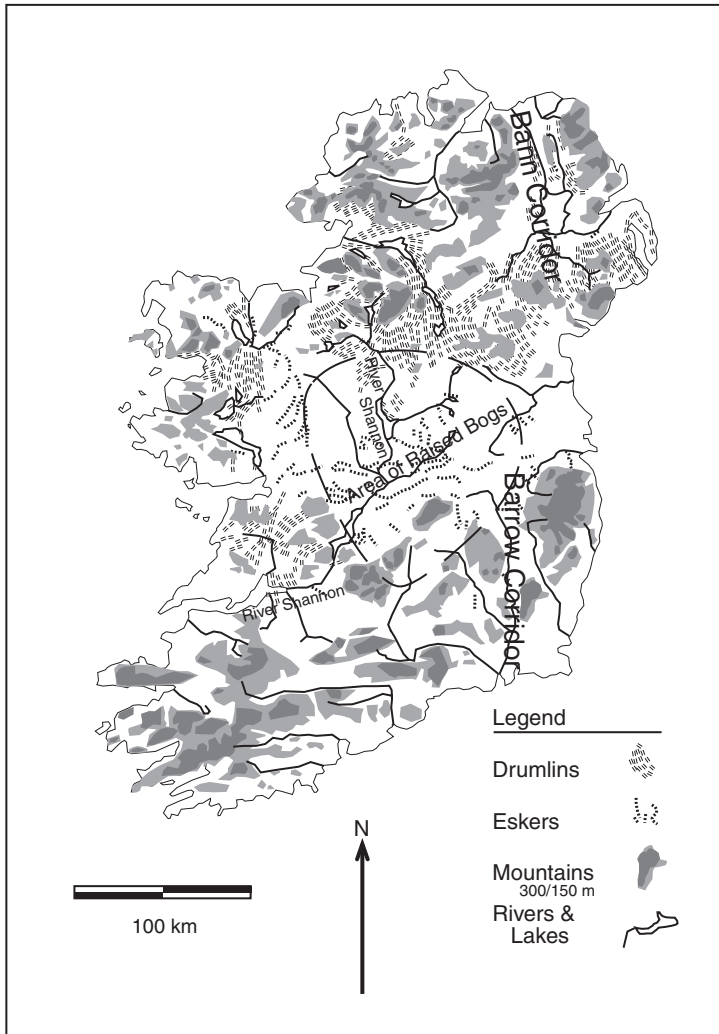 Bann Corridor
River
Shannon
Area of Raised Bogs
Barrow Corridor
River Shannon
Legend
Drumlins
Eskers
Mountains
300/150 m
Rivers &
Lakes
N
100 km